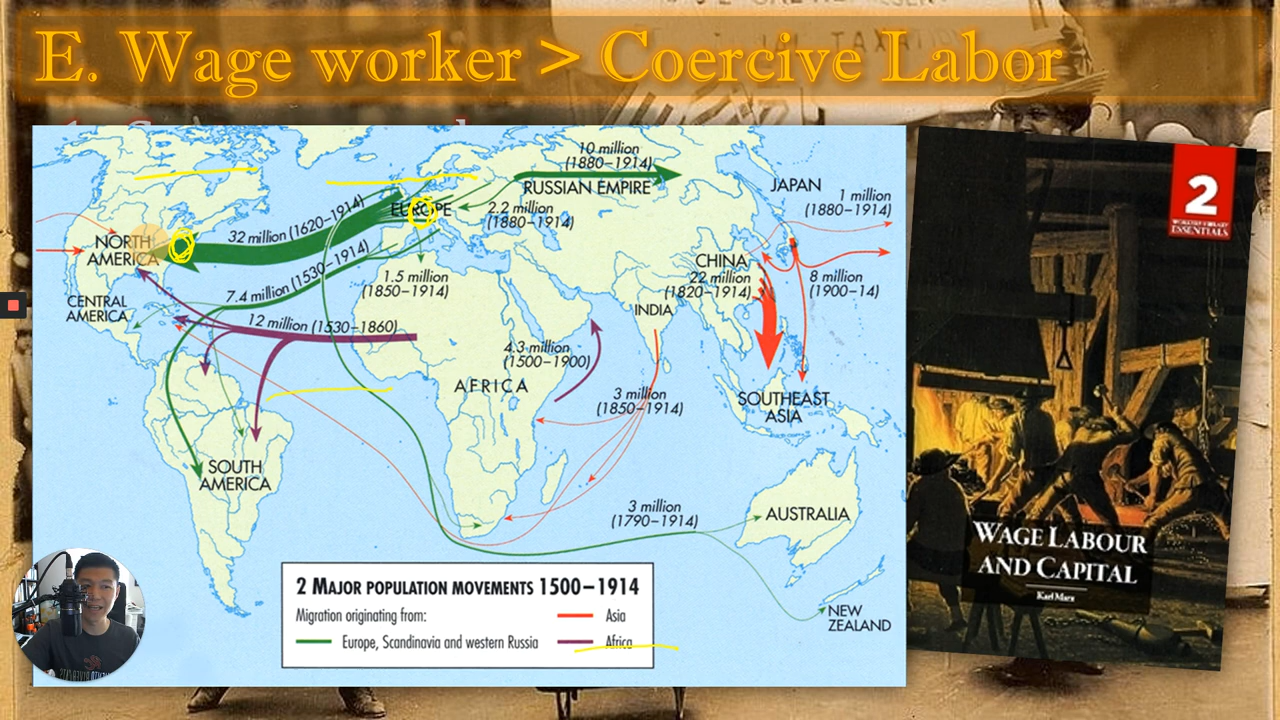 E. Wage worker > Coercive Labor
10 million
(1880–1914)
RUSSIAN EMPIRE
JAPAN
1 million
(1880–1914)
EUROPE
2.2 million
(1880–1914)
32 million (1620–1914)
NORTH
AMERICA
CHINA
22 million
(1820–1914)
8 million
(1900–14)
7.4 million (1530–1914)
1.5 million
(1850–1914)
CENTRAL
AMERICA
INDIA
12 million (1530–1860)
4.3 million
(1500–1900)
AFRICA
3 million
(1850–1914)
SOUTHEAST
ASIA
SOUTH
AMERICA
3 million
(1790–1914)
AUSTRALIA
NEW
ZEALAND
2 MAJOR POPULATION MOVEMENTS 1500–1914
Migration originating from:
Asia
Europe, Scandinavia and western Russia
Africa
2
ESSENTIALS
WAGE LABOUR
AND CAPITAL
Karl Marx